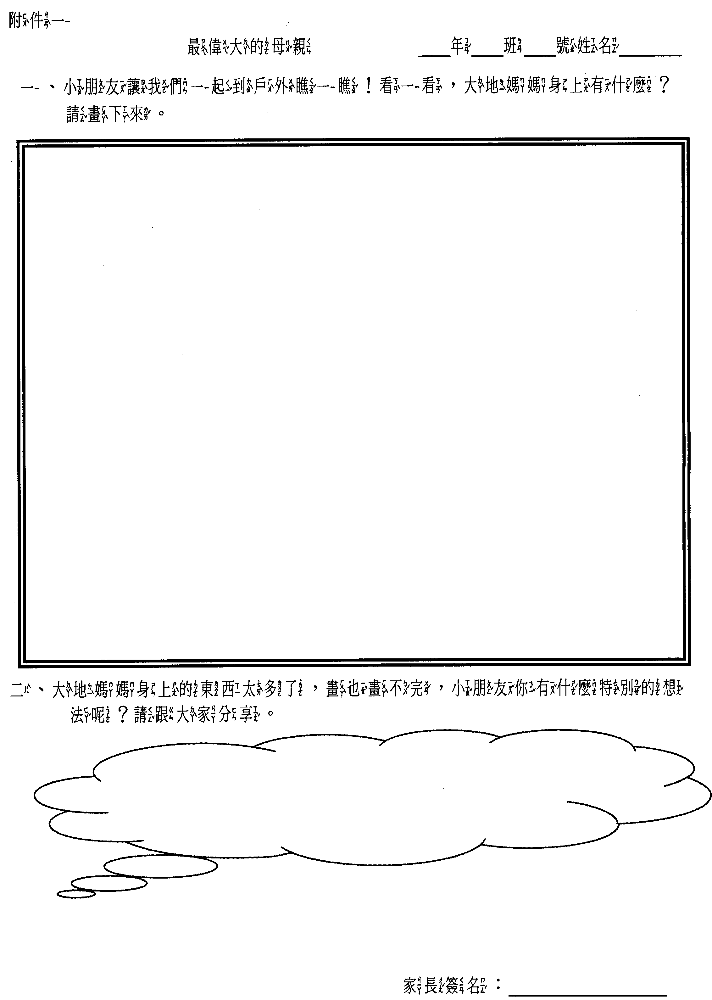 附件一
最偉大的母親 ___年___班___號姓名______
一、小朋友讓我們一起到戶外瞧一瞧！看一看，大地媽媽身上有什麼？
請畫下來。
二、大地媽媽身上的東西太多了，畫也畫不完，小朋友你有什麼特別的想
法呢？請跟大家分享。
家長簽名：_______________